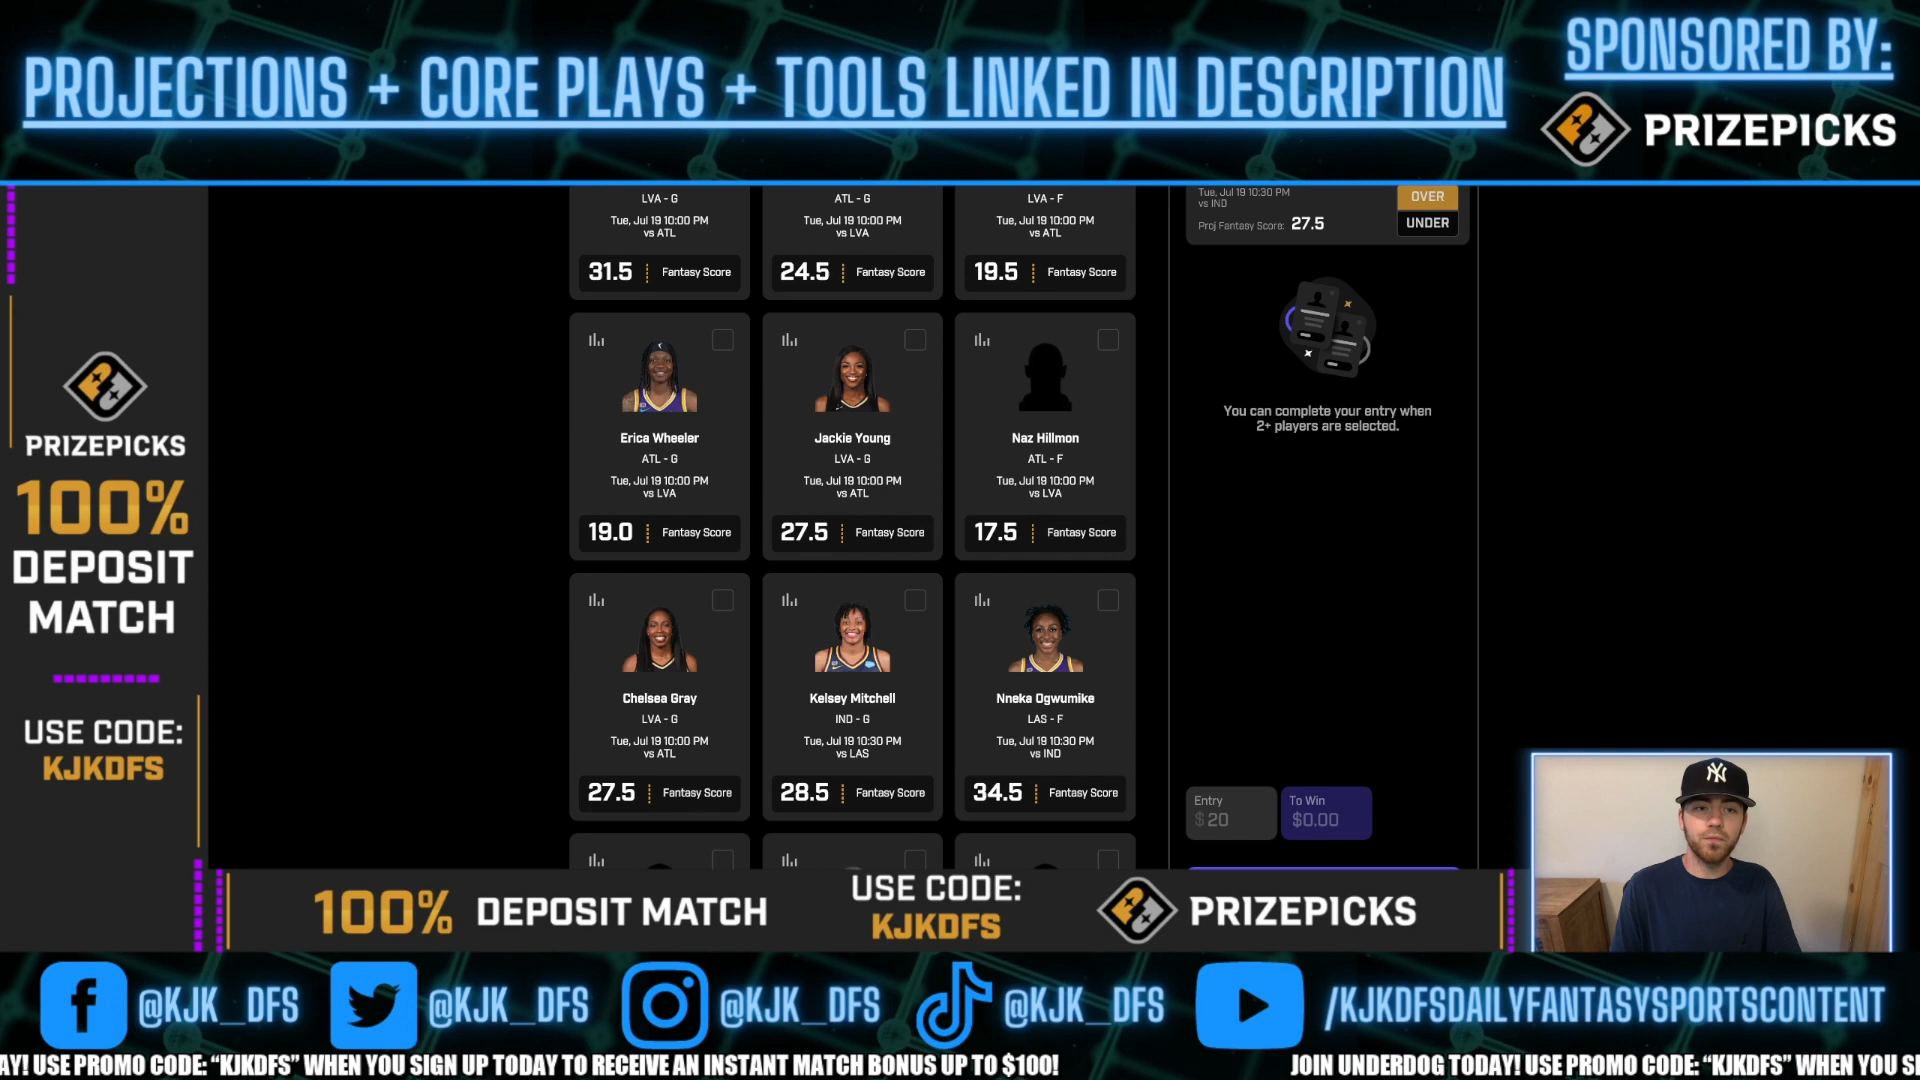 PROJECTIONS + CORE PLAYS + TOOLS LINKED IN DESCRIPTION
SPONSORED BY:
PRIZEPICKS
LVA - G
Tue, Jul 19 10:00 PM
vs ATL
31.5 Fantasy Score
ATL - G
Tue, Jul 19 10:00 PM
vs LVA
24.5 Fantasy Score
LVA - F
Tue, Jul 19 10:00 PM
vs ATL
19.5 Fantasy Score
Tue, Jul 19 10:30 PM
vs IND
Proj Fantasy Score: 27.5
OVER
UNDER
Erica Wheeler
ATL - G
Tue, Jul 19 10:00 PM
vs LVA
19.0 Fantasy Score
Jackie Young
LVA - G
Tue, Jul 19 10:00 PM
vs ATL
27.5 Fantasy Score
Naz Hillmon
ATL - F
Tue, Jul 19 10:00 PM
vs LVA
17.5 Fantasy Score
You can complete your entry when
2+ players are selected.
Chelsea Gray
LVA - G
Tue, Jul 19 10:00 PM
vs ATL
27.5 Fantasy Score
Kelsey Mitchell
IND - G
Tue, Jul 19 10:30 PM
vs LAS
28.5 Fantasy Score
Nneka Ogwumike
LAS - F
Tue, Jul 19 10:30 PM
vs IND
34.5 Fantasy Score
Entry
$ 20
To Win
$0.00
PRIZEPICKS
100%
DEPOSIT
MATCH
USE CODE:
KJKDFS
NY
100% DEPOSIT MATCH
USE CODE:
KJKDFS
PRIZEPICKS
@KJK_DFS
@KJK_DFS
@KJK_DFS
@KJK_DFS
/KJKDFSDAILYFANTASYSPORTSCONTENT
AY! USE PROMO CODE: “KJKDFS” WHEN YOU SIGN UP TODAY TO RECEIVE AN INSTANT MATCH BONUS UP TO $100!
JOIN UNDERDOG TODAY! USE PROMO CODE: “KJKDFS” WHEN YOU